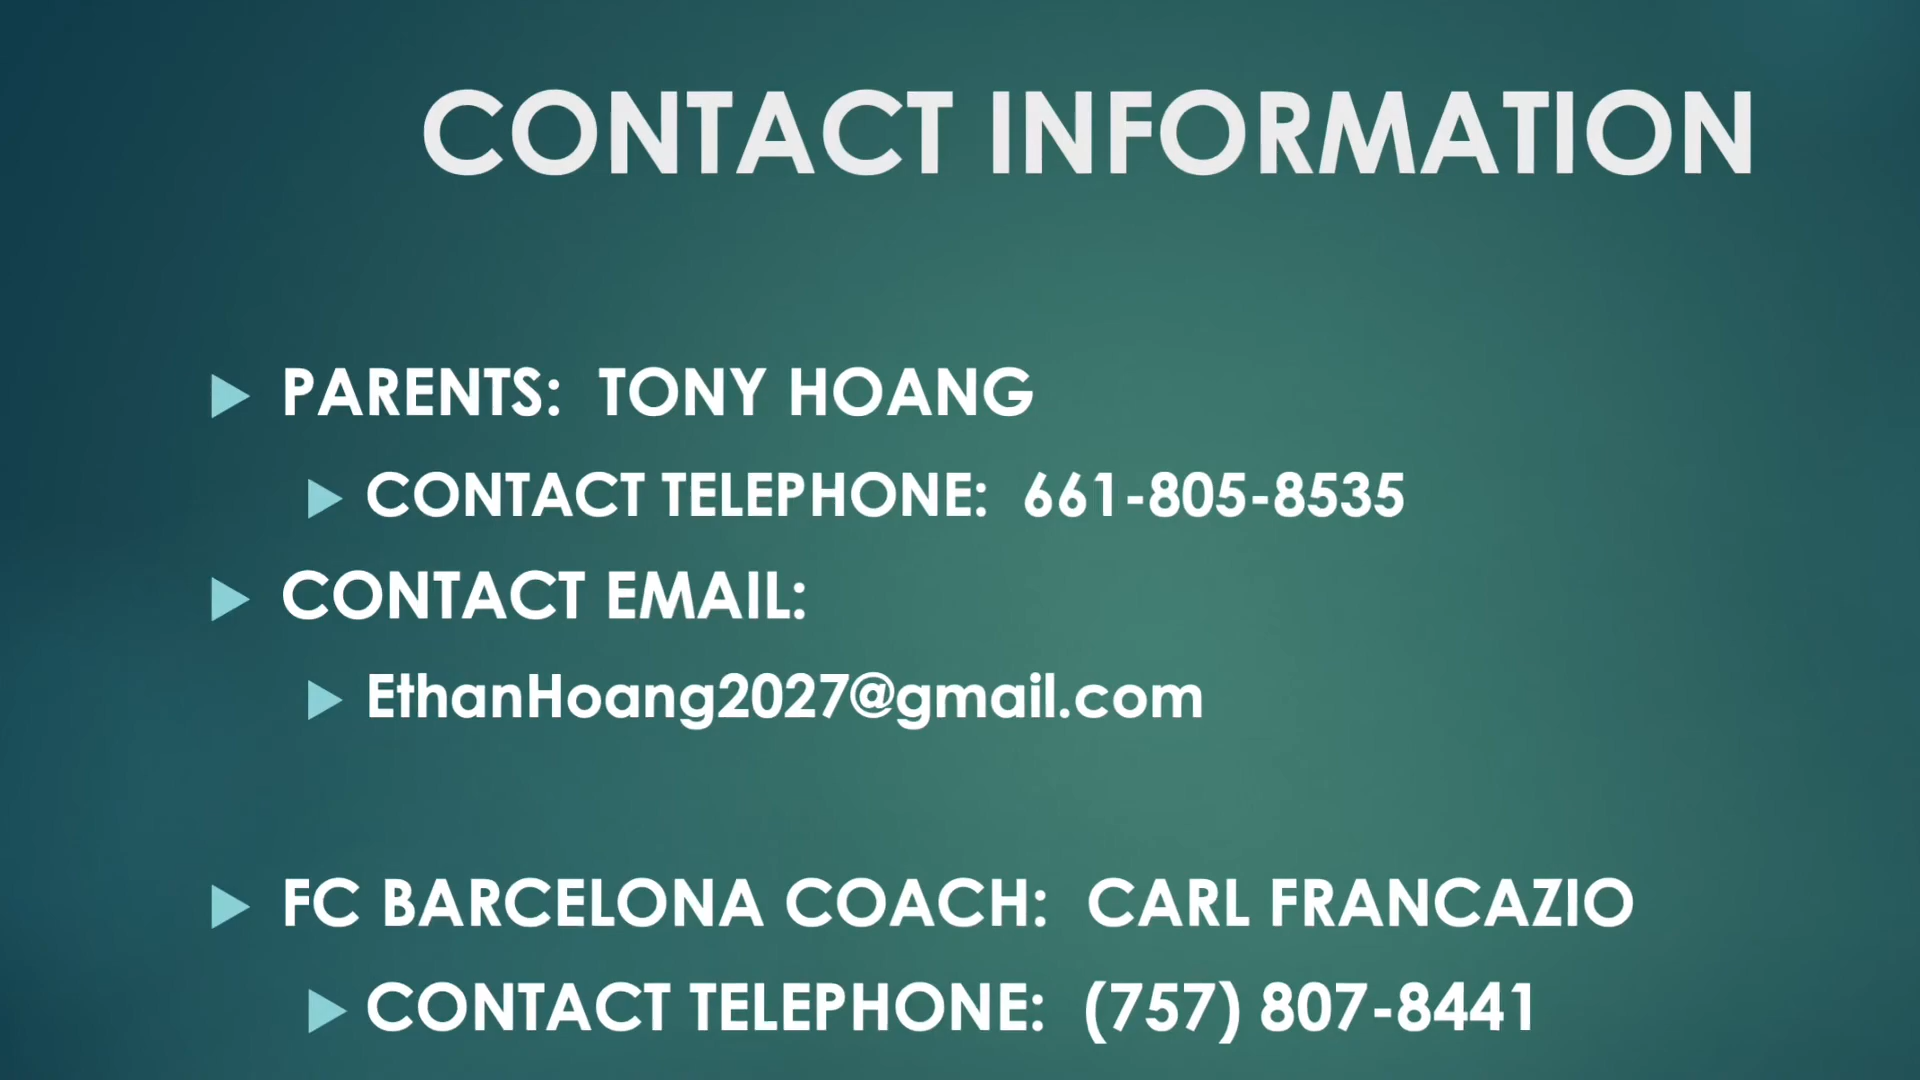 CONTACT INFORMATION
PARENTS: TONY HOANG
CONTACT TELEPHONE: 661-805-8535
CONTACT EMAIL:
EthanHoang2027@gmail.com
FC BARCELONA COACH: CARL FRANCAZIO
CONTACT TELEPHONE: (757) 807-8441